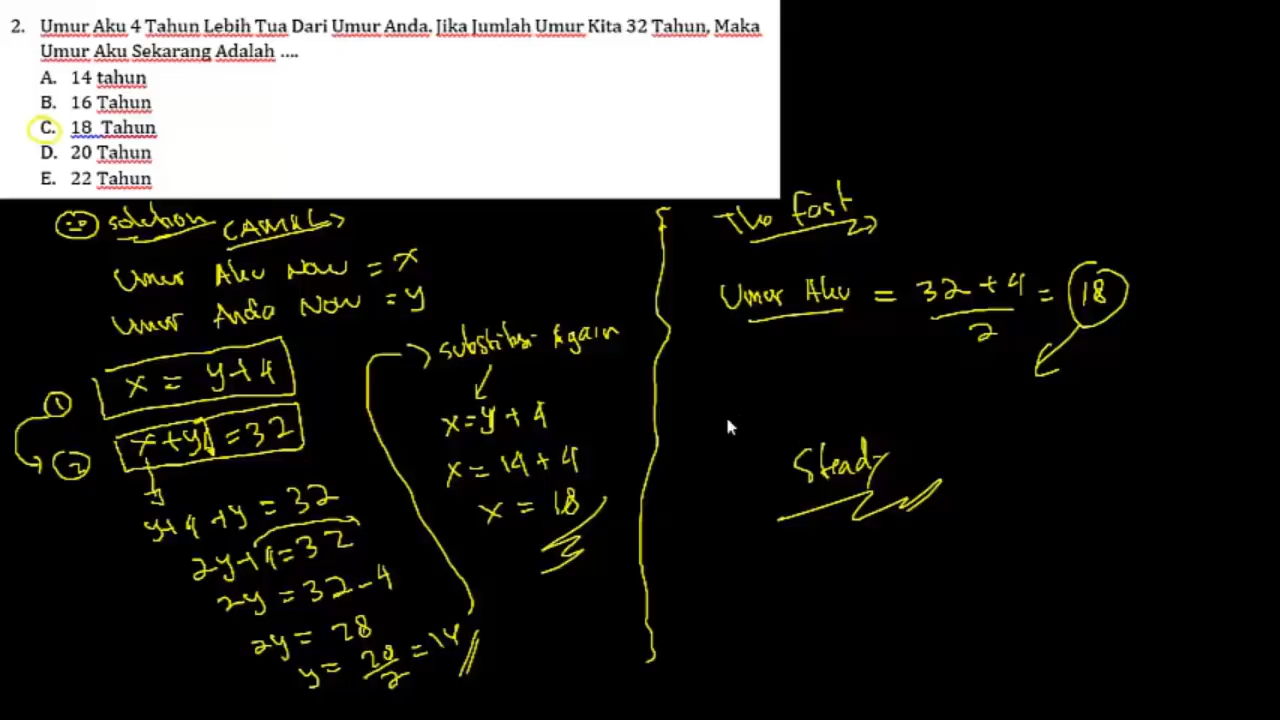 2. Umur Aku 4 Tahun Lebih Tua Dari Umur Anda. Jika Jumlah Umur Kita 32 Tahun, Maka
Umur Aku Sekarang Adalah ....
A. 14 tahun
B. 16 Tahun
C. 18 Tahun
D. 20 Tahun
E. 22 Tahun
solution
Umur Aku Now = x
Umur Anda Now = y
① x = y+4
② x+y = 32
y+4+y = 32
2y+4=32
2y = 32-4
2y = 28
y = 28/2 = 14
Again
x=y+4
x=14+4
x = 18
The Fast
Umur Aku = 32+4/2 = 18
Steady